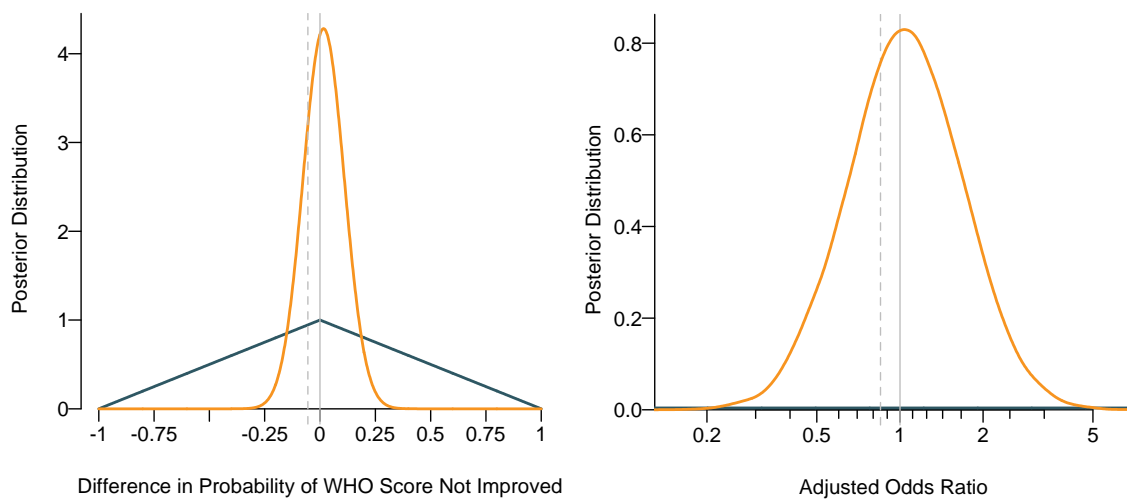 Posterior Distribution
4
3
2
1
0
-1 -0.75 -0.25 0 0.25 0.5 0.75 1
Difference in Probability of WHO Score Not Improved
Posterior Distribution
0.8
0.6
0.4
0.2
0.0
0.2 0.5 1 2 5
Adjusted Odds Ratio